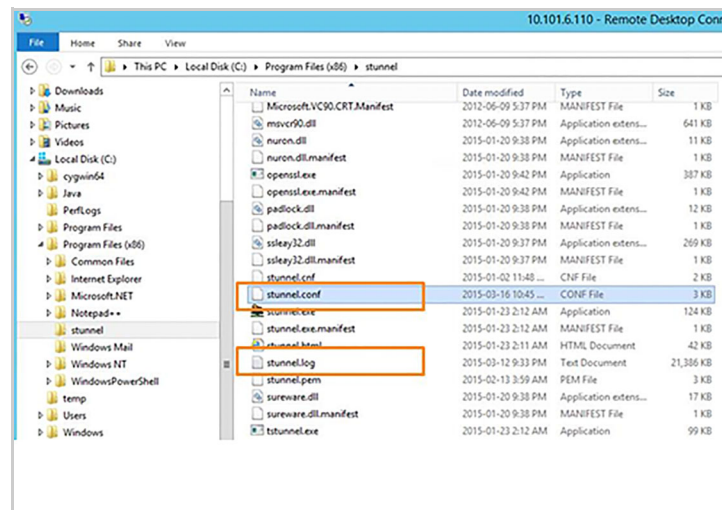 10.101.6.110 - Remote Desktop Conn
File Home Share View
This PC Local Disk (C:) Program Files (x86) stunnel
Downloads
Music
Pictures
Videos
Local Disk (C:)
cygwin64
Java
PerfLogs
Program Files
Program Files (x86)
Common Files
Internet Explorer
Microsoft.NET
Notepad++
stunnel
Windows Mail
Windows NT
WindowsPowerShell
temp
Users
Windows
Name Date modified Type Size
Microsoft.VC90.CRT.Manifest 2012-06-09 5:37 PM MANIFEST File 1 KB
msvcr90.dll 2012-06-09 5:37 PM Application extens... 641 KB
nuron.dll 2015-01-20 9:38 PM Application extens... 11 KB
nuron.dll.manifest 2015-01-20 9:38 PM MANIFEST File 1 KB
openssl.exe 2015-01-20 9:42 PM Application 387 KB
openssl.exe.manifest 2015-01-20 9:42 PM MANIFEST File 1 KB
padlock.dll 2015-01-20 9:38 PM Application extens... 12 KB
padlock.dll.manifest 2015-01-20 9:38 PM MANIFEST File 1 KB
ssleay32.dll 2015-01-20 9:37 PM Application extens... 269 KB
ssleay32.dll.manifest 2015-01-20 9:37 PM MANIFEST File 1 KB
stunnel.cnf 2015-01-02 11:48 ... CNF File 2 KB
stunnel.conf 2015-03-16 10:45 ... CONF File 3 KB
stunnel.exe 2015-01-23 2:12 AM Application 124 KB
stunnel.exe.manifest 2015-01-23 2:12 AM MANIFEST File 1 KB
stunnel.html 2015-01-23 2:11 AM HTML Document 42 KB
stunnel.log 2015-03-12 9:33 PM Text Document 21,386 KB
stunnel.pem 2015-02-13 3:59 AM PEM File 3 KB
sureware.dll 2015-01-20 9:38 PM Application extens... 17 KB
sureware.dll.manifest 2015-01-20 9:38 PM MANIFEST File 1 KB
tstunnel.exe 2015-01-23 2:12 AM Application 99 KB